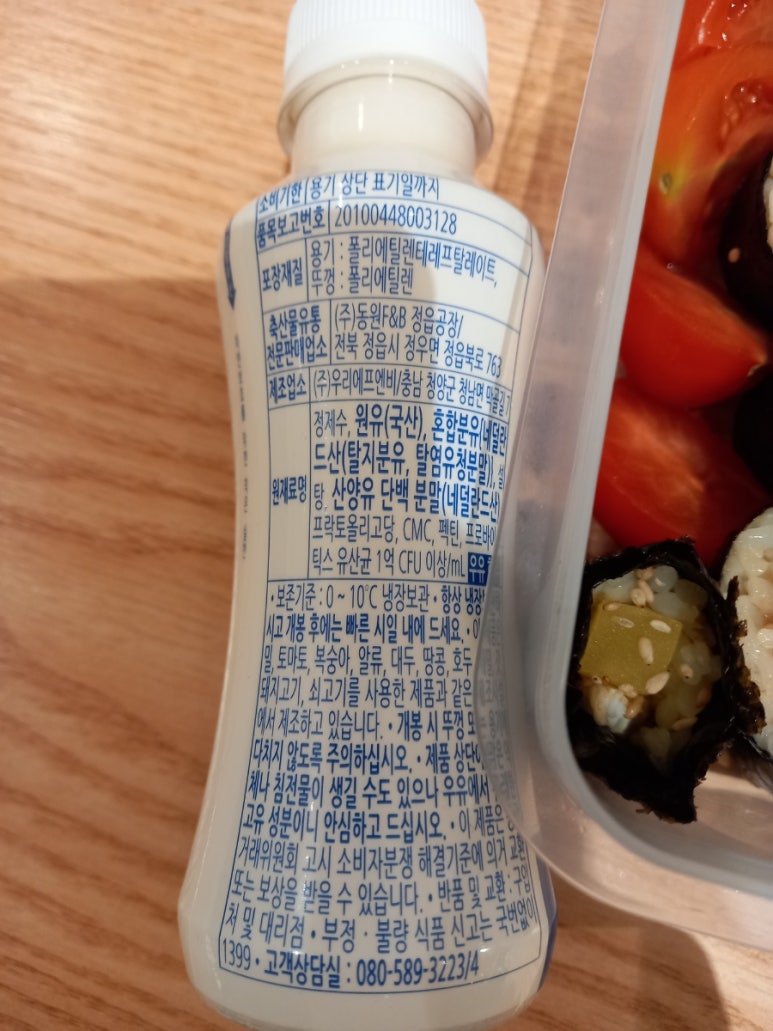 소비기한 용기 상단 표기일까지
품목보고번호 20100448003128
포장재질 용기 : 폴리에틸렌테레프탈레이트,
뚜껑 : 폴리에틸렌
축산물유통 (주)동원F&B 정읍공장/
전문판매업소 전북 정읍시 정우면 정읍북로 763
제조업소 (주)우리에프엔비/충남 청양군 청남면
원재료명 정제수, 원유(국산), 혼합분유(네덜란
드산(탈지분유, 탈염유청분말)),
탕, 산양유 단백 분말(네덜란드산)
프락토올리고당, CMC, 펙틴, 프로바이
틱스 유산균 1억 CFU 이상/mL 우유
• 보존기준 : 0 ~ 10℃ 냉장보관 • 항상 냉장
시고 개봉 후에는 빠른 시일 내에 드세요. •
밀, 토마토, 복숭아, 알류, 대두, 땅콩, 호두
돼지고기, 쇠고기를 사용한 제품과 같은
에서 제조하고 있습니다. • 개봉 시 뚜껑
다치지 않도록 주의하십시오. • 제품 상단
체나 침전물이 생길 수도 있으나 우유에서
고유 성분이니 안심하고 드십시오. • 이 제품은
거래위원회 고시 소비자분쟁 해결기준에 의거 교환
또는 보상을 받을 수 있습니다. • 반품 및 교환 : 구입
처 및 대리점 • 부정 · 불량 식품 신고는 국번없이
1399 • 고객상담실 : 080-589-3223/4